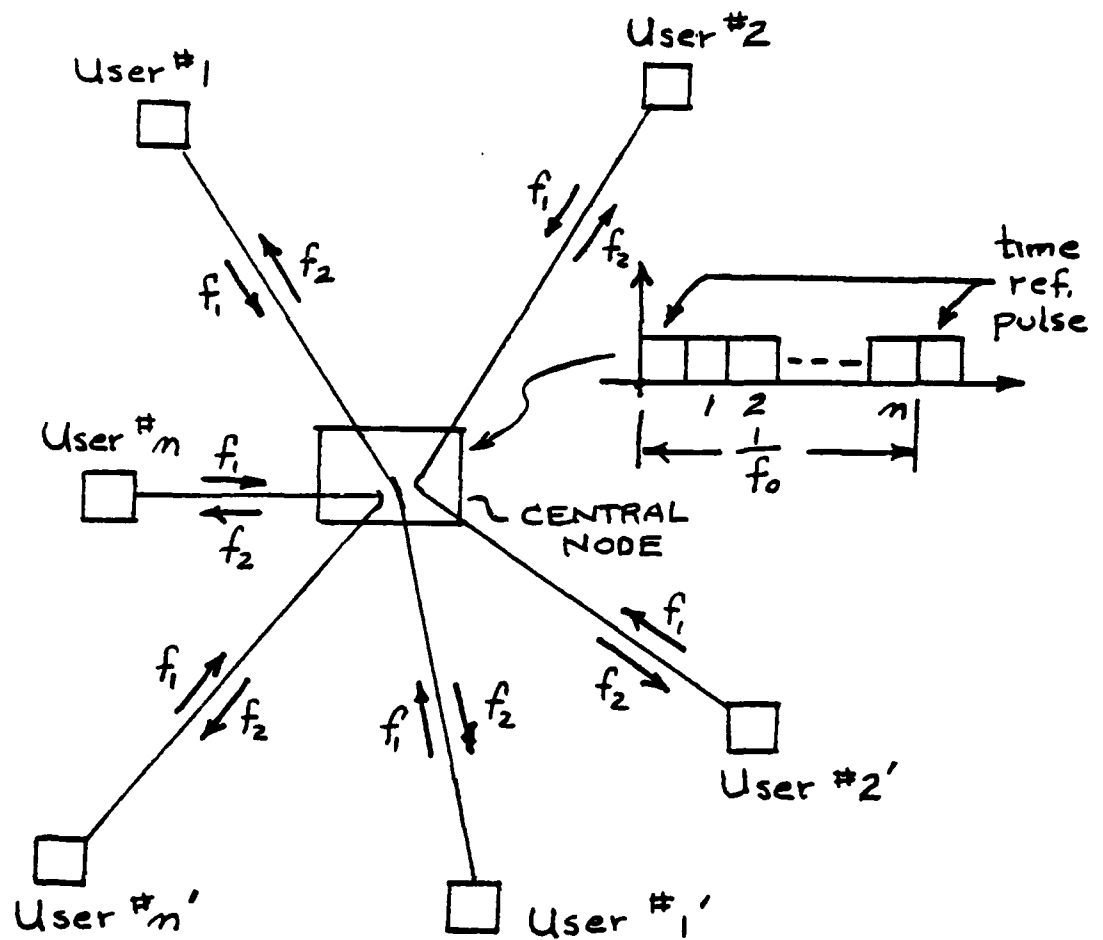 User #1
User #2
f₁
f₂
f₂
f₁
time
ref.
pulse
1 2 n
1/f₀
User #n
f₁
f₂
CENTRAL
NODE
f₁
f₂
f₁
f₂
f₁
f₂
User #2'
User #n'
User #1'